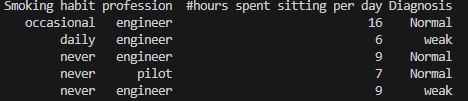 Smoking habit profession #hours spent sitting per day Diagnosis
occasional engineer 16 Normal
daily engineer 6 weak
never engineer 9 Normal
never pilot 7 Normal
never engineer 9 weak